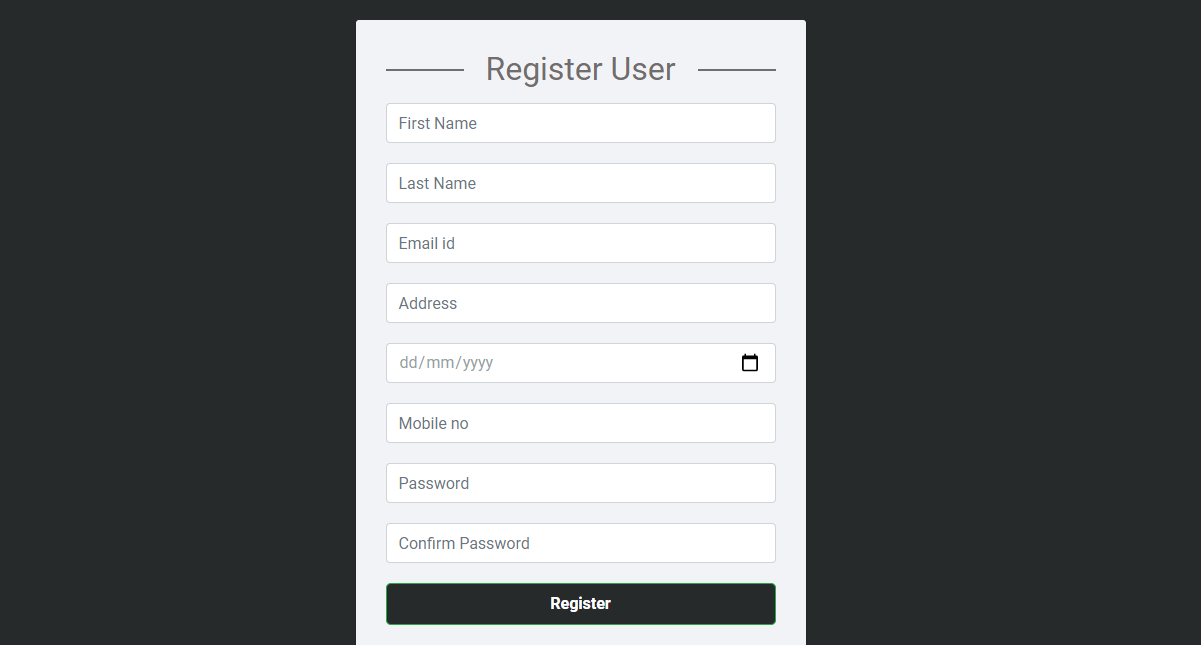 Register User
First Name
Last Name
Email id
Address
dd/mm/yyyy
Mobile no
Password
Confirm Password
Register